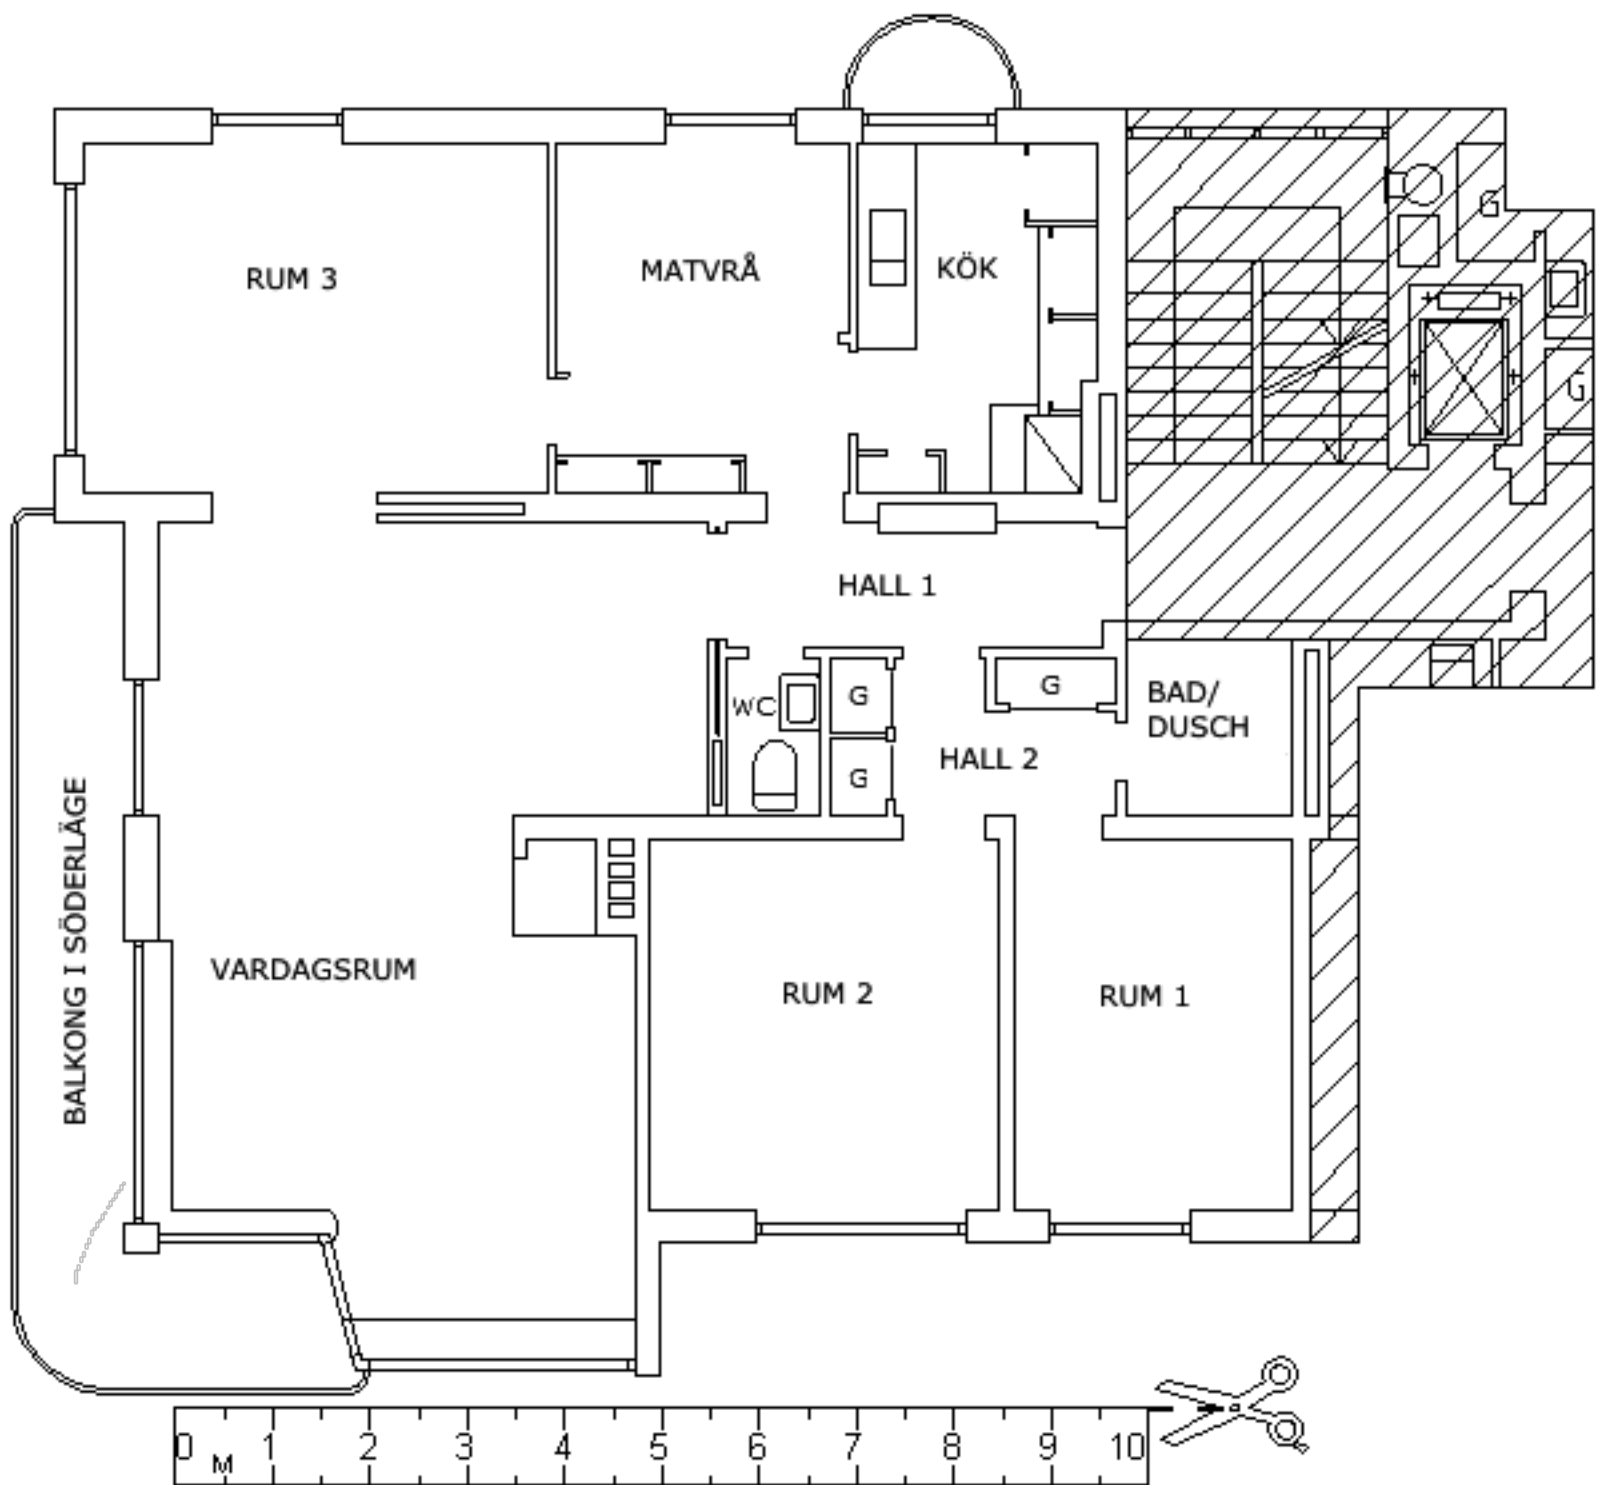 G
RUM 3
MATVRÅ
KÖK
G
HALL 1
WC
G
G
BAD/
DUSCH
HALL 2
G
BALKONG I SÖDERLÄGE
VARDAGSRUM
RUM 2
RUM 1
0 1 2 3 4 5 6 7 8 9 10
M